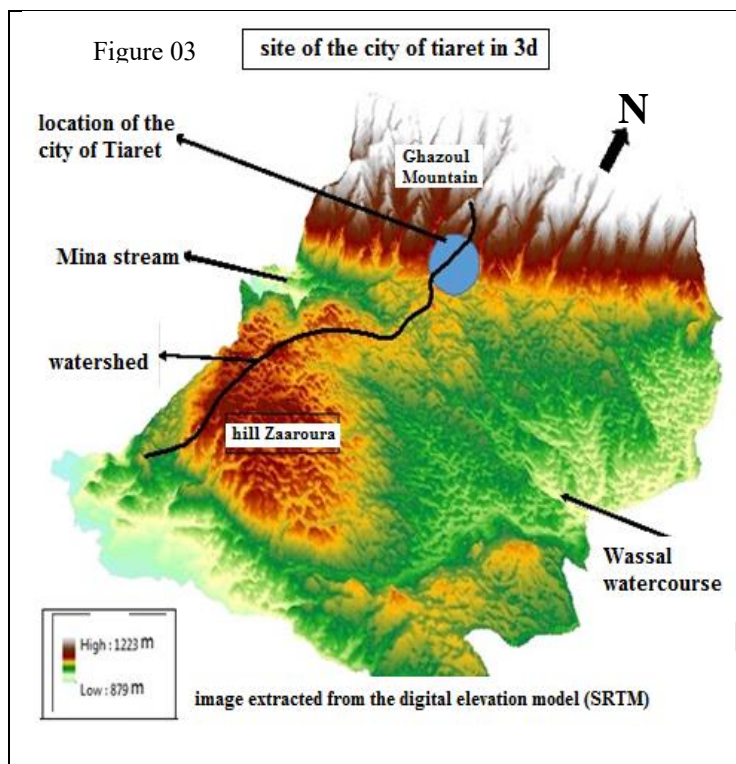 Figure 03
site of the city of tiaret in 3d
location of the
city of Tiaret
N
Ghazoul
Mountain
Mina stream
watershed
hill Zaaroura
Wassal
watercourse
High : 1223 m
Low : 879 m
image extracted from the digital elevation model (SRTM)